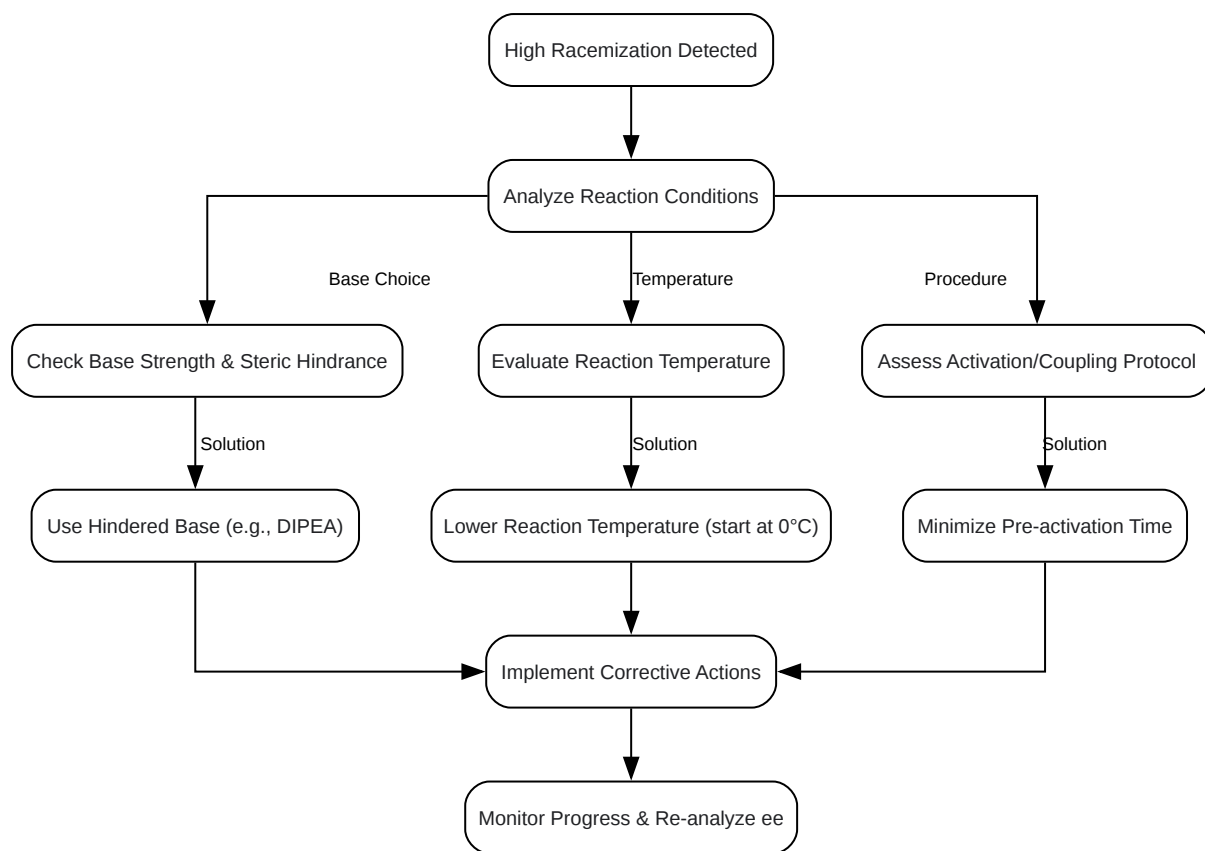 High Racemization Detected
Analyze Reaction Conditions
Base Choice
Temperature
Procedure
Check Base Strength & Steric Hindrance
Evaluate Reaction Temperature
Assess Activation/Coupling Protocol
Solution
Solution
Solution
Use Hindered Base (e.g., DIPEA)
Lower Reaction Temperature (start at 0°C)
Minimize Pre-activation Time
Implement Corrective Actions
Monitor Progress & Re-analyze ee